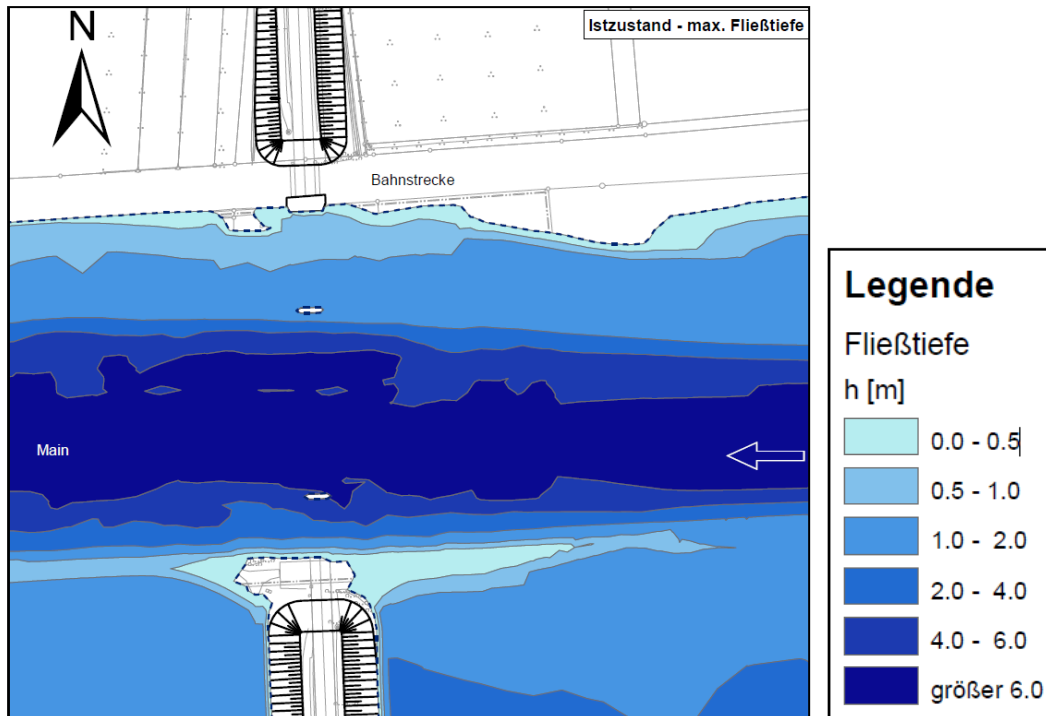 Istzustand - max. Fließtiefe
N
Bahnstrecke
Main
Legende
Fließtiefe
h [m]
0.0 - 0.5
0.5 - 1.0
1.0 - 2.0
2.0 - 4.0
4.0 - 6.0
größer 6.0